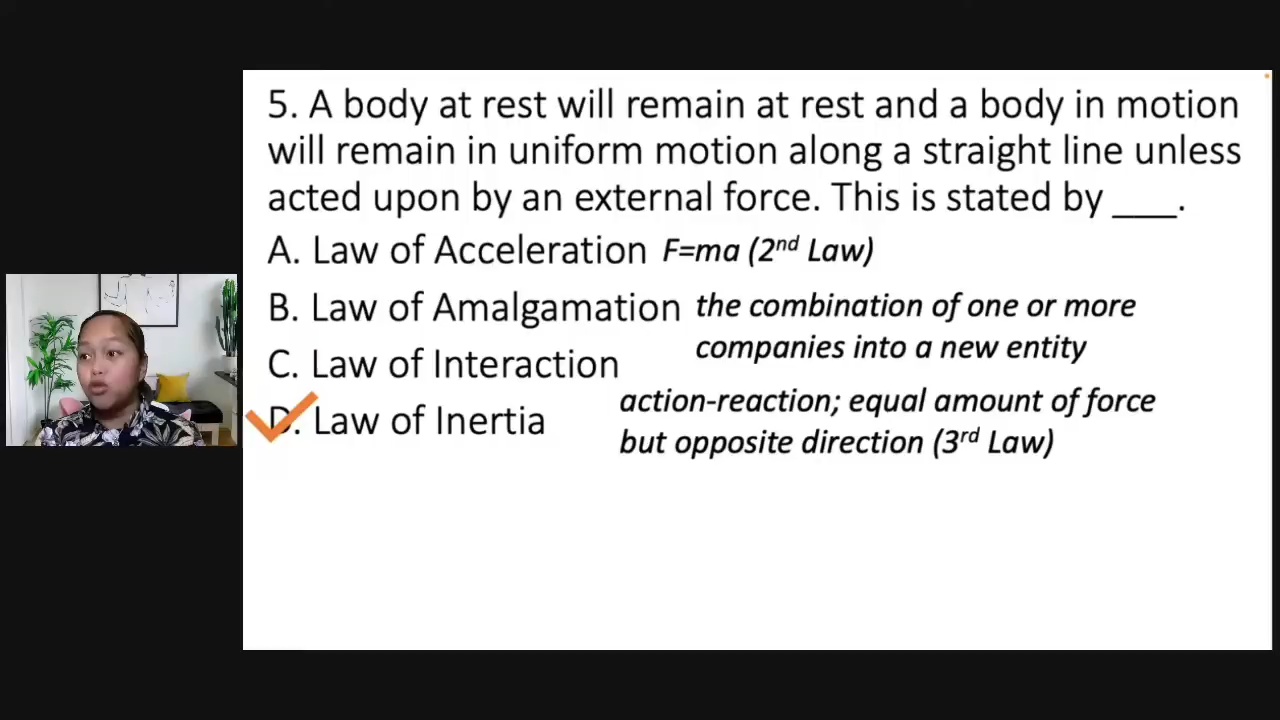 5. A body at rest will remain at rest and a body in motion
will remain in uniform motion along a straight line unless
acted upon by an external force. This is stated by ___.
A. Law of Acceleration F=ma (2nd Law)
B. Law of Amalgamation the combination of one or more
companies into a new entity
C. Law of Interaction
action-reaction; equal amount of force
D. Law of Inertia
but opposite direction (3rd Law)